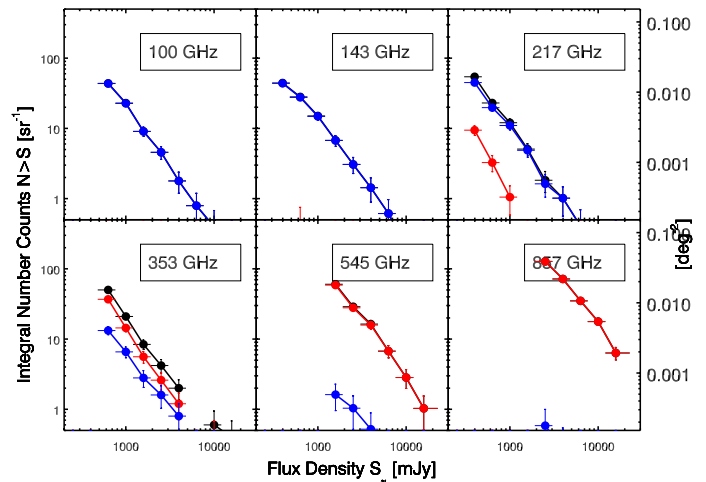 100 GHz 143 GHz 217 GHz
100
10
1
0.100
0.010
0.001
353 GHz 545 GHz 857 GHz
100
10
1
0.100
0.010
0.001
1000 10000 1000 10000 1000 10000
Integral Number Counts N>S [sr⁻¹]
[deg⁻²]
Flux Density S [mJy]